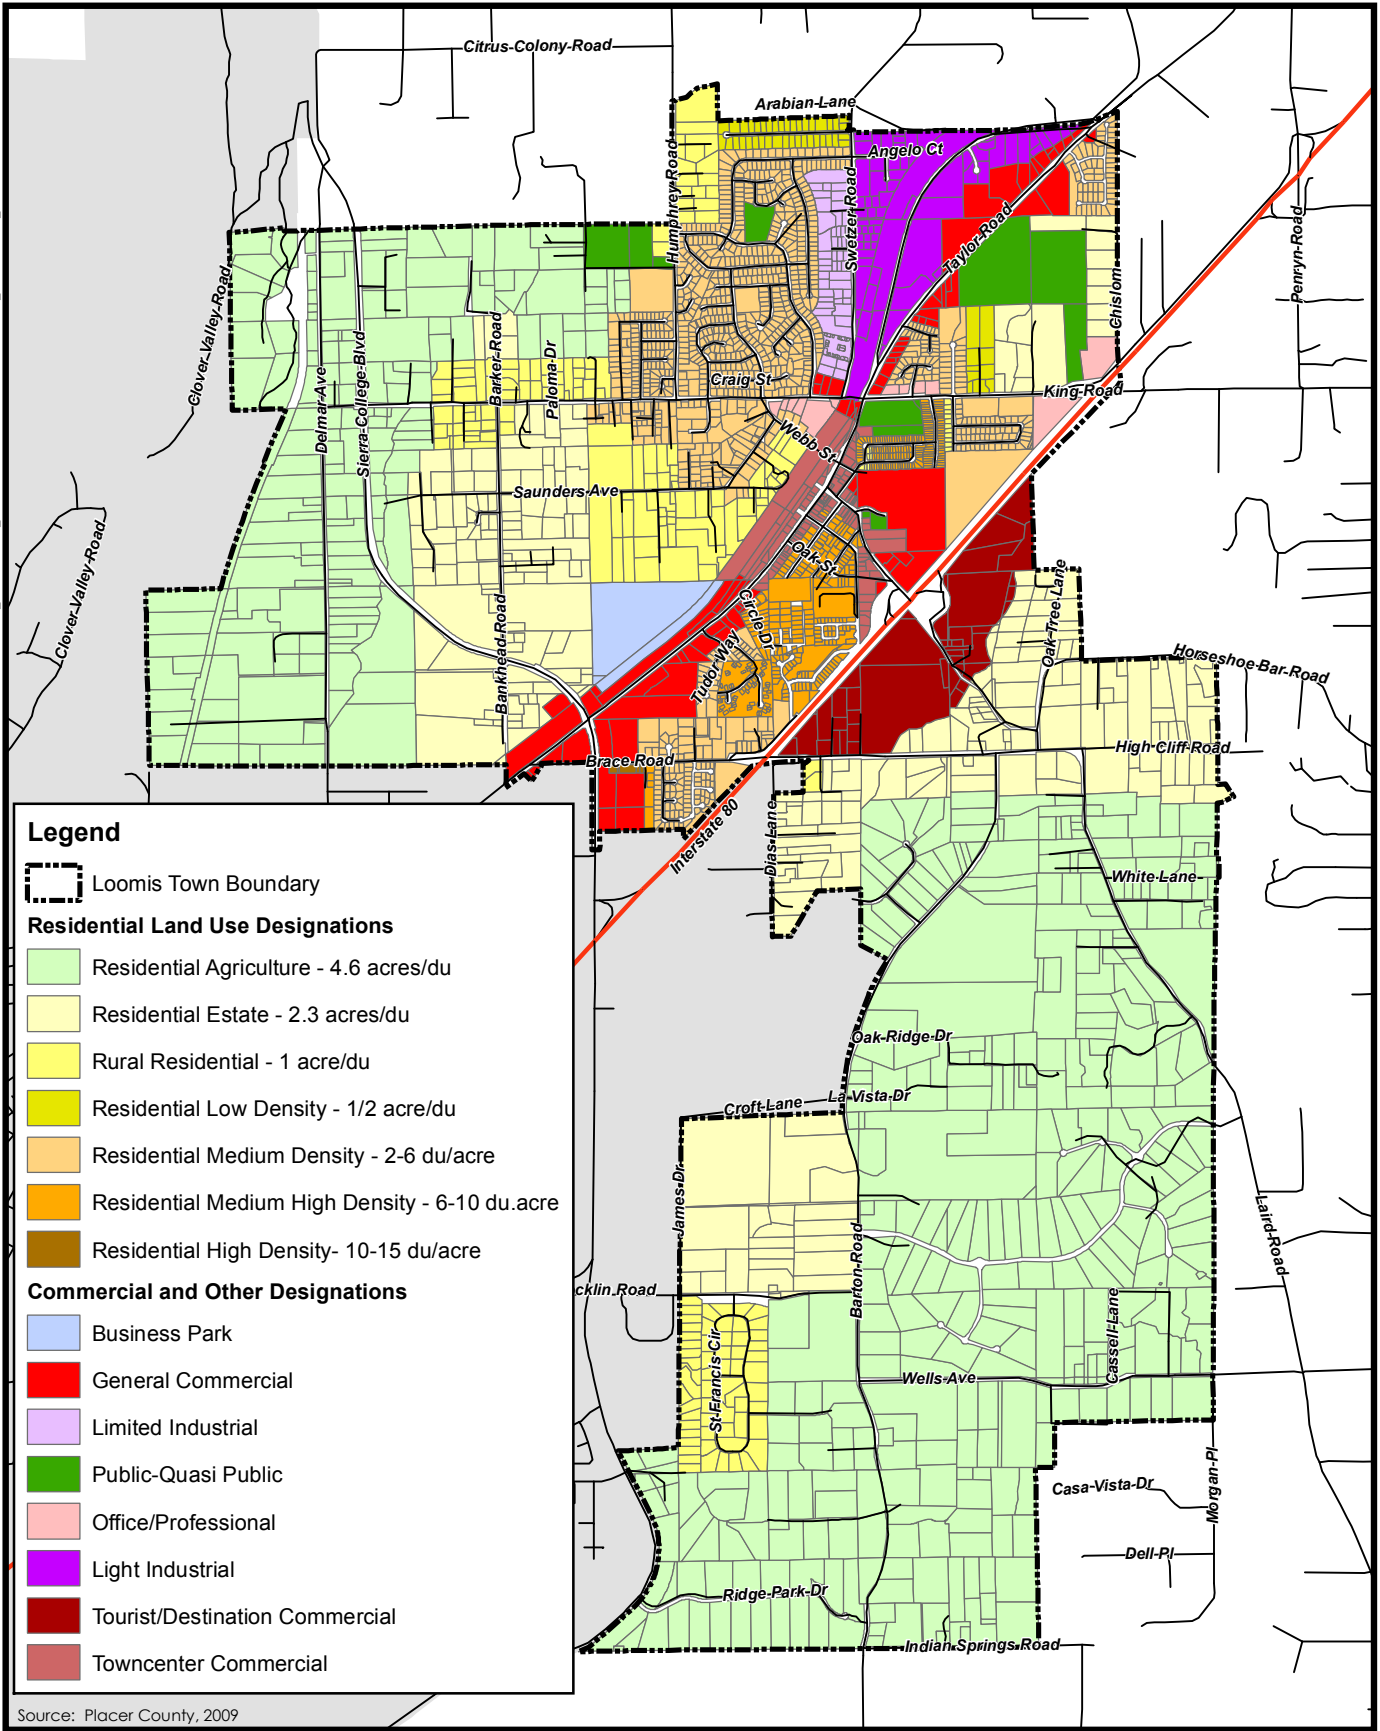 Citrus-Colony-Road
Arabian-Lane
Angelo Ct
Humphrey-Road
Swetzer-Road
Taylor-Road
Penryn-Road
Chislom
Clover-Valley-Road
Delmar-Ave
Sierra-College-Blvd
Barker-Road
Paloma-Dr
Craig St
King-Road
Webb St
Saunders Ave
Clover-Valley-Road
Oak-St
Circle Dr
Oak-Tree-Lane
Bankhead-Road
Tudor-Way
Horseshoe-Bar-Road
High Cliff-Road
Brace Road
Interstate 80
Dias-Lane
White-Lane
Oak-Ridge-Dr
La Vista-Dr
Croft-Lane
James-Dr
Barton-Road
Laird-Road
cklin Road
St-Francis-Cir
Cassell-Lane
Wells-Ave
Morgan-Pl
Casa-Vista-Dr
Dell-Pl
Ridge-Park-Dr
Indian-Springs-Road
Legend
Loomis Town Boundary
Residential Land Use Designations
Residential Agriculture - 4.6 acres/du
Residential Estate - 2.3 acres/du
Rural Residential - 1 acre/du
Residential Low Density - 1/2 acre/du
Residential Medium Density - 2-6 du/acre
Residential Medium High Density - 6-10 du.acre
Residential High Density- 10-15 du/acre
Commercial and Other Designations
Business Park
General Commercial
Limited Industrial
Public-Quasi Public
Office/Professional
Light Industrial
Tourist/Destination Commercial
Towncenter Commercial
Source: Placer County, 2009